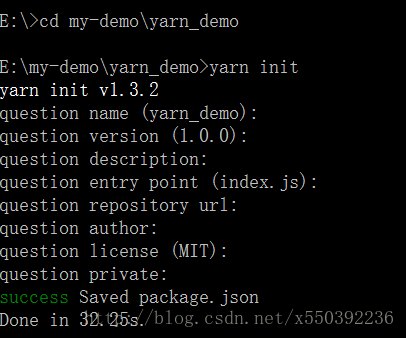 E:\>cd my-demo\yarn_demo
E:\my-demo\yarn_demo>yarn init
yarn init v1.3.2
question name (yarn_demo):
question version (1.0.0):
question description:
question entry point (index.js):
question repository url:
question author:
question license (MIT):
question private:
success Saved package.json
Done in 32.25s.
http://blog.csdn.net/x550392236